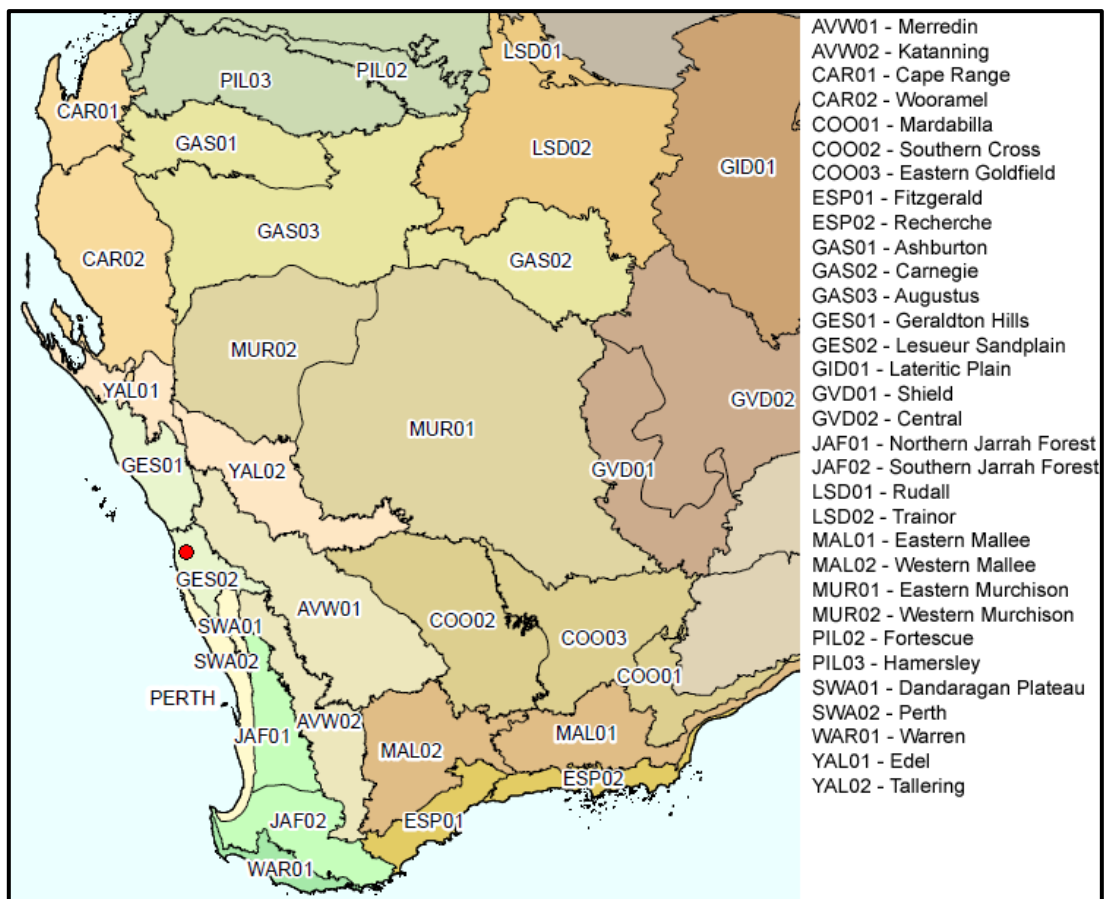 LSD01
PIL02
PIL03
CAR01
GAS01
LSD02
GID01
GAS03
CAR02
GAS02
MUR02
YAL01
GVD02
MUR01
GES01
YAL02
GVD01
GES02
AVW01
COO02
SWA01
COO03
SWA02
COO01
PERTH
AVW02
JAF01
MAL02
MAL01
ESP02
JAF02
ESP01
WAR01
AVW01 - Merredin
AVW02 - Katanning
CAR01 - Cape Range
CAR02 - Wooramel
COO01 - Mardabilla
COO02 - Southern Cross
COO03 - Eastern Goldfield
ESP01 - Fitzgerald
ESP02 - Recherche
GAS01 - Ashburton
GAS02 - Carnegie
GAS03 - Augustus
GES01 - Geraldton Hills
GES02 - Lesueur Sandplain
GID01 - Lateritic Plain
GVD01 - Shield
GVD02 - Central
JAF01 - Northern Jarrah Forest
JAF02 - Southern Jarrah Forest
LSD01 - Rudall
LSD02 - Trainor
MAL01 - Eastern Mallee
MAL02 - Western Mallee
MUR01 - Eastern Murchison
MUR02 - Western Murchison
PIL02 - Fortescue
PIL03 - Hamersley
SWA01 - Dandaragan Plateau
SWA02 - Perth
WAR01 - Warren
YAL01 - Edel
YAL02 - Tallering